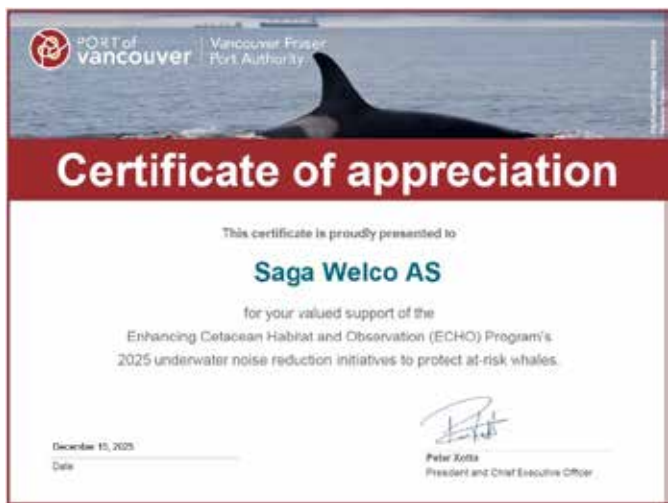 PORT of
vancouver
Vancouver Fraser
Port Authority
Certificate of appreciation
This certificate is proudly presented to
Saga Welco AS
for your valued support of the
Enhancing Cetacean Habitat and Observation (ECHO) Program's
2025 underwater noise reduction initiatives to protect at-risk whales.
December 15, 2025
Date
Peter Xotta
President and Chief Executive Officer